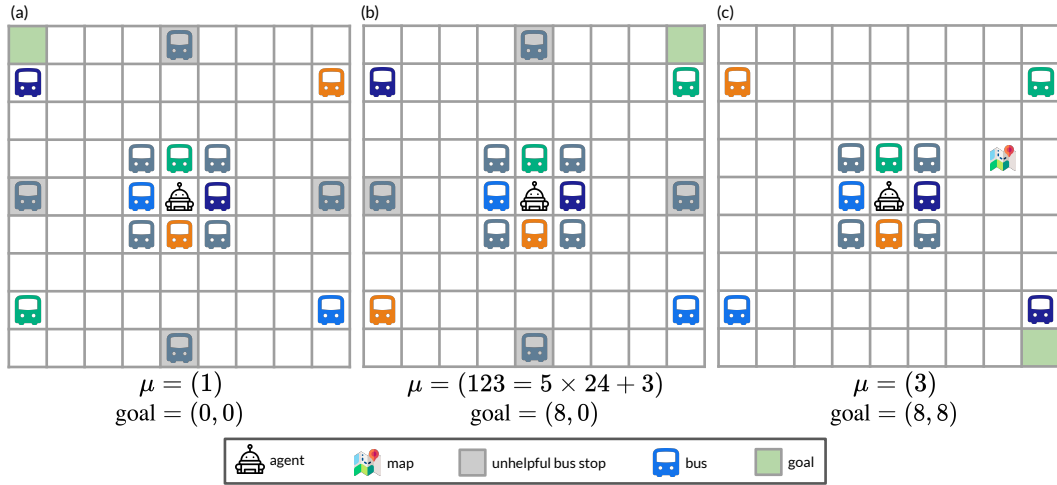 (a)
(b)
(c)
μ = (1)
goal = (0, 0)
μ = (123 = 5 × 24 + 3)
goal = (8, 0)
μ = (3)
goal = (8, 8)
agent
map
unhelpful bus stop
bus
goal